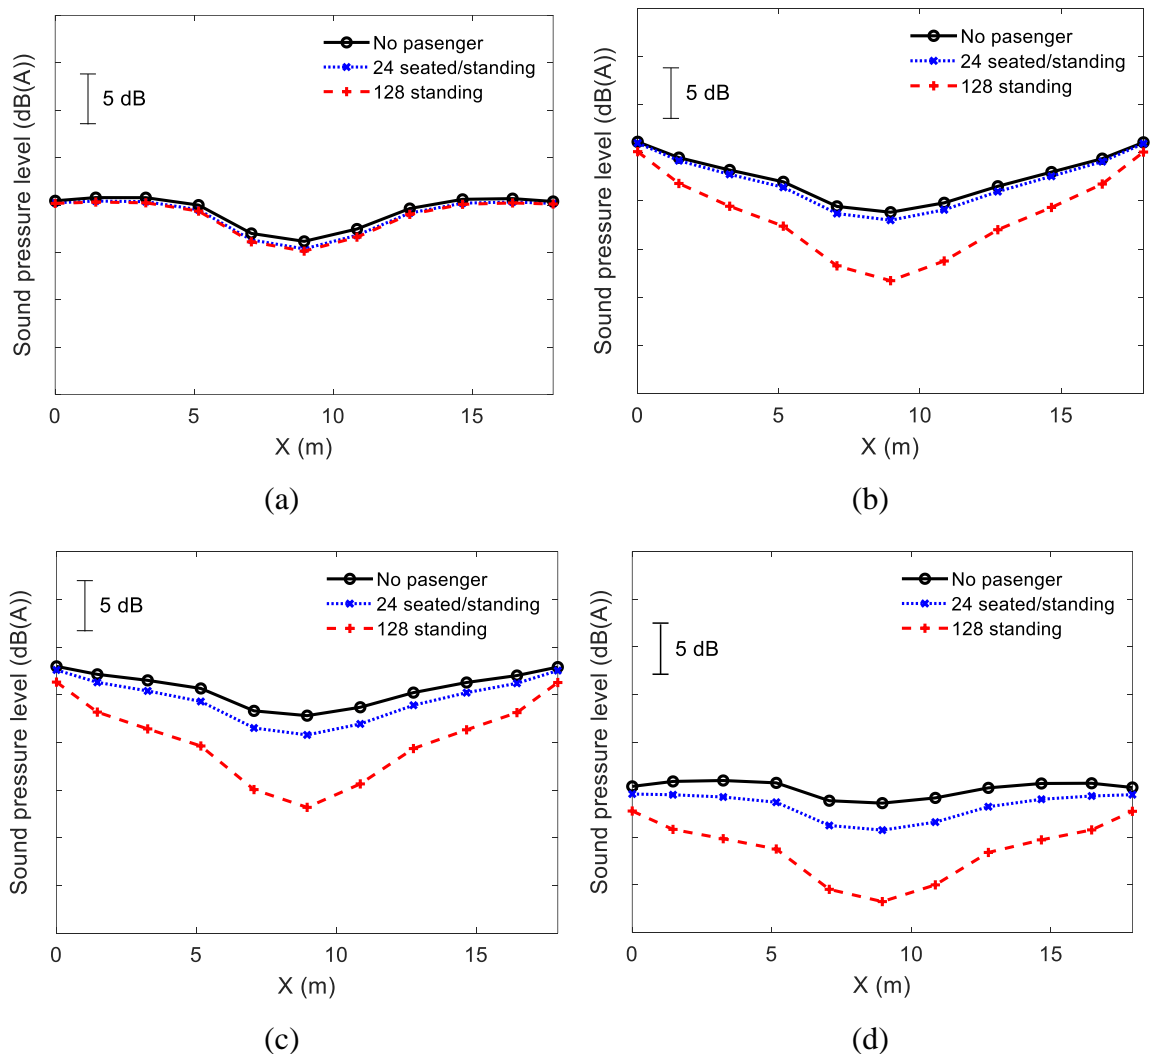 Sound pressure level (dB(A))
5 dB
No pasenger
24 seated/standing
128 standing
0 5 10 15
X (m)
(a)
Sound pressure level (dB(A))
5 dB
No pasenger
24 seated/standing
128 standing
0 5 10 15
X (m)
(b)
Sound pressure level (dB(A))
5 dB
No pasenger
24 seated/standing
128 standing
0 5 10 15
X (m)
(c)
Sound pressure level (dB(A))
5 dB
No pasenger
24 seated/standing
128 standing
0 5 10 15
X (m)
(d)